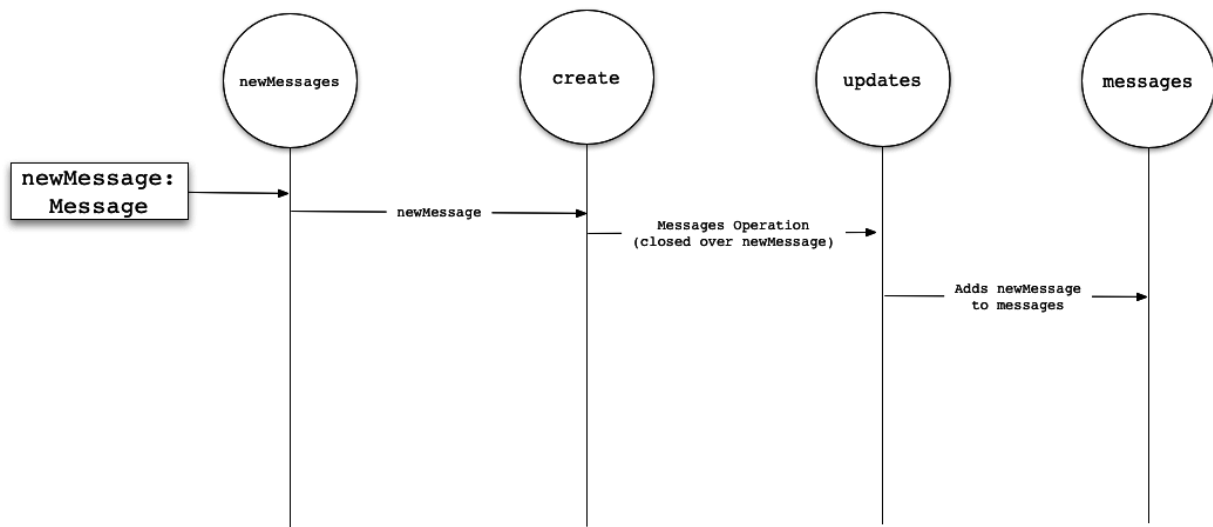 newMessages
create
updates
messages
newMessage:
Message
newMessage
Messages Operation
(closed over newMessage)
Adds newMessage
to messages